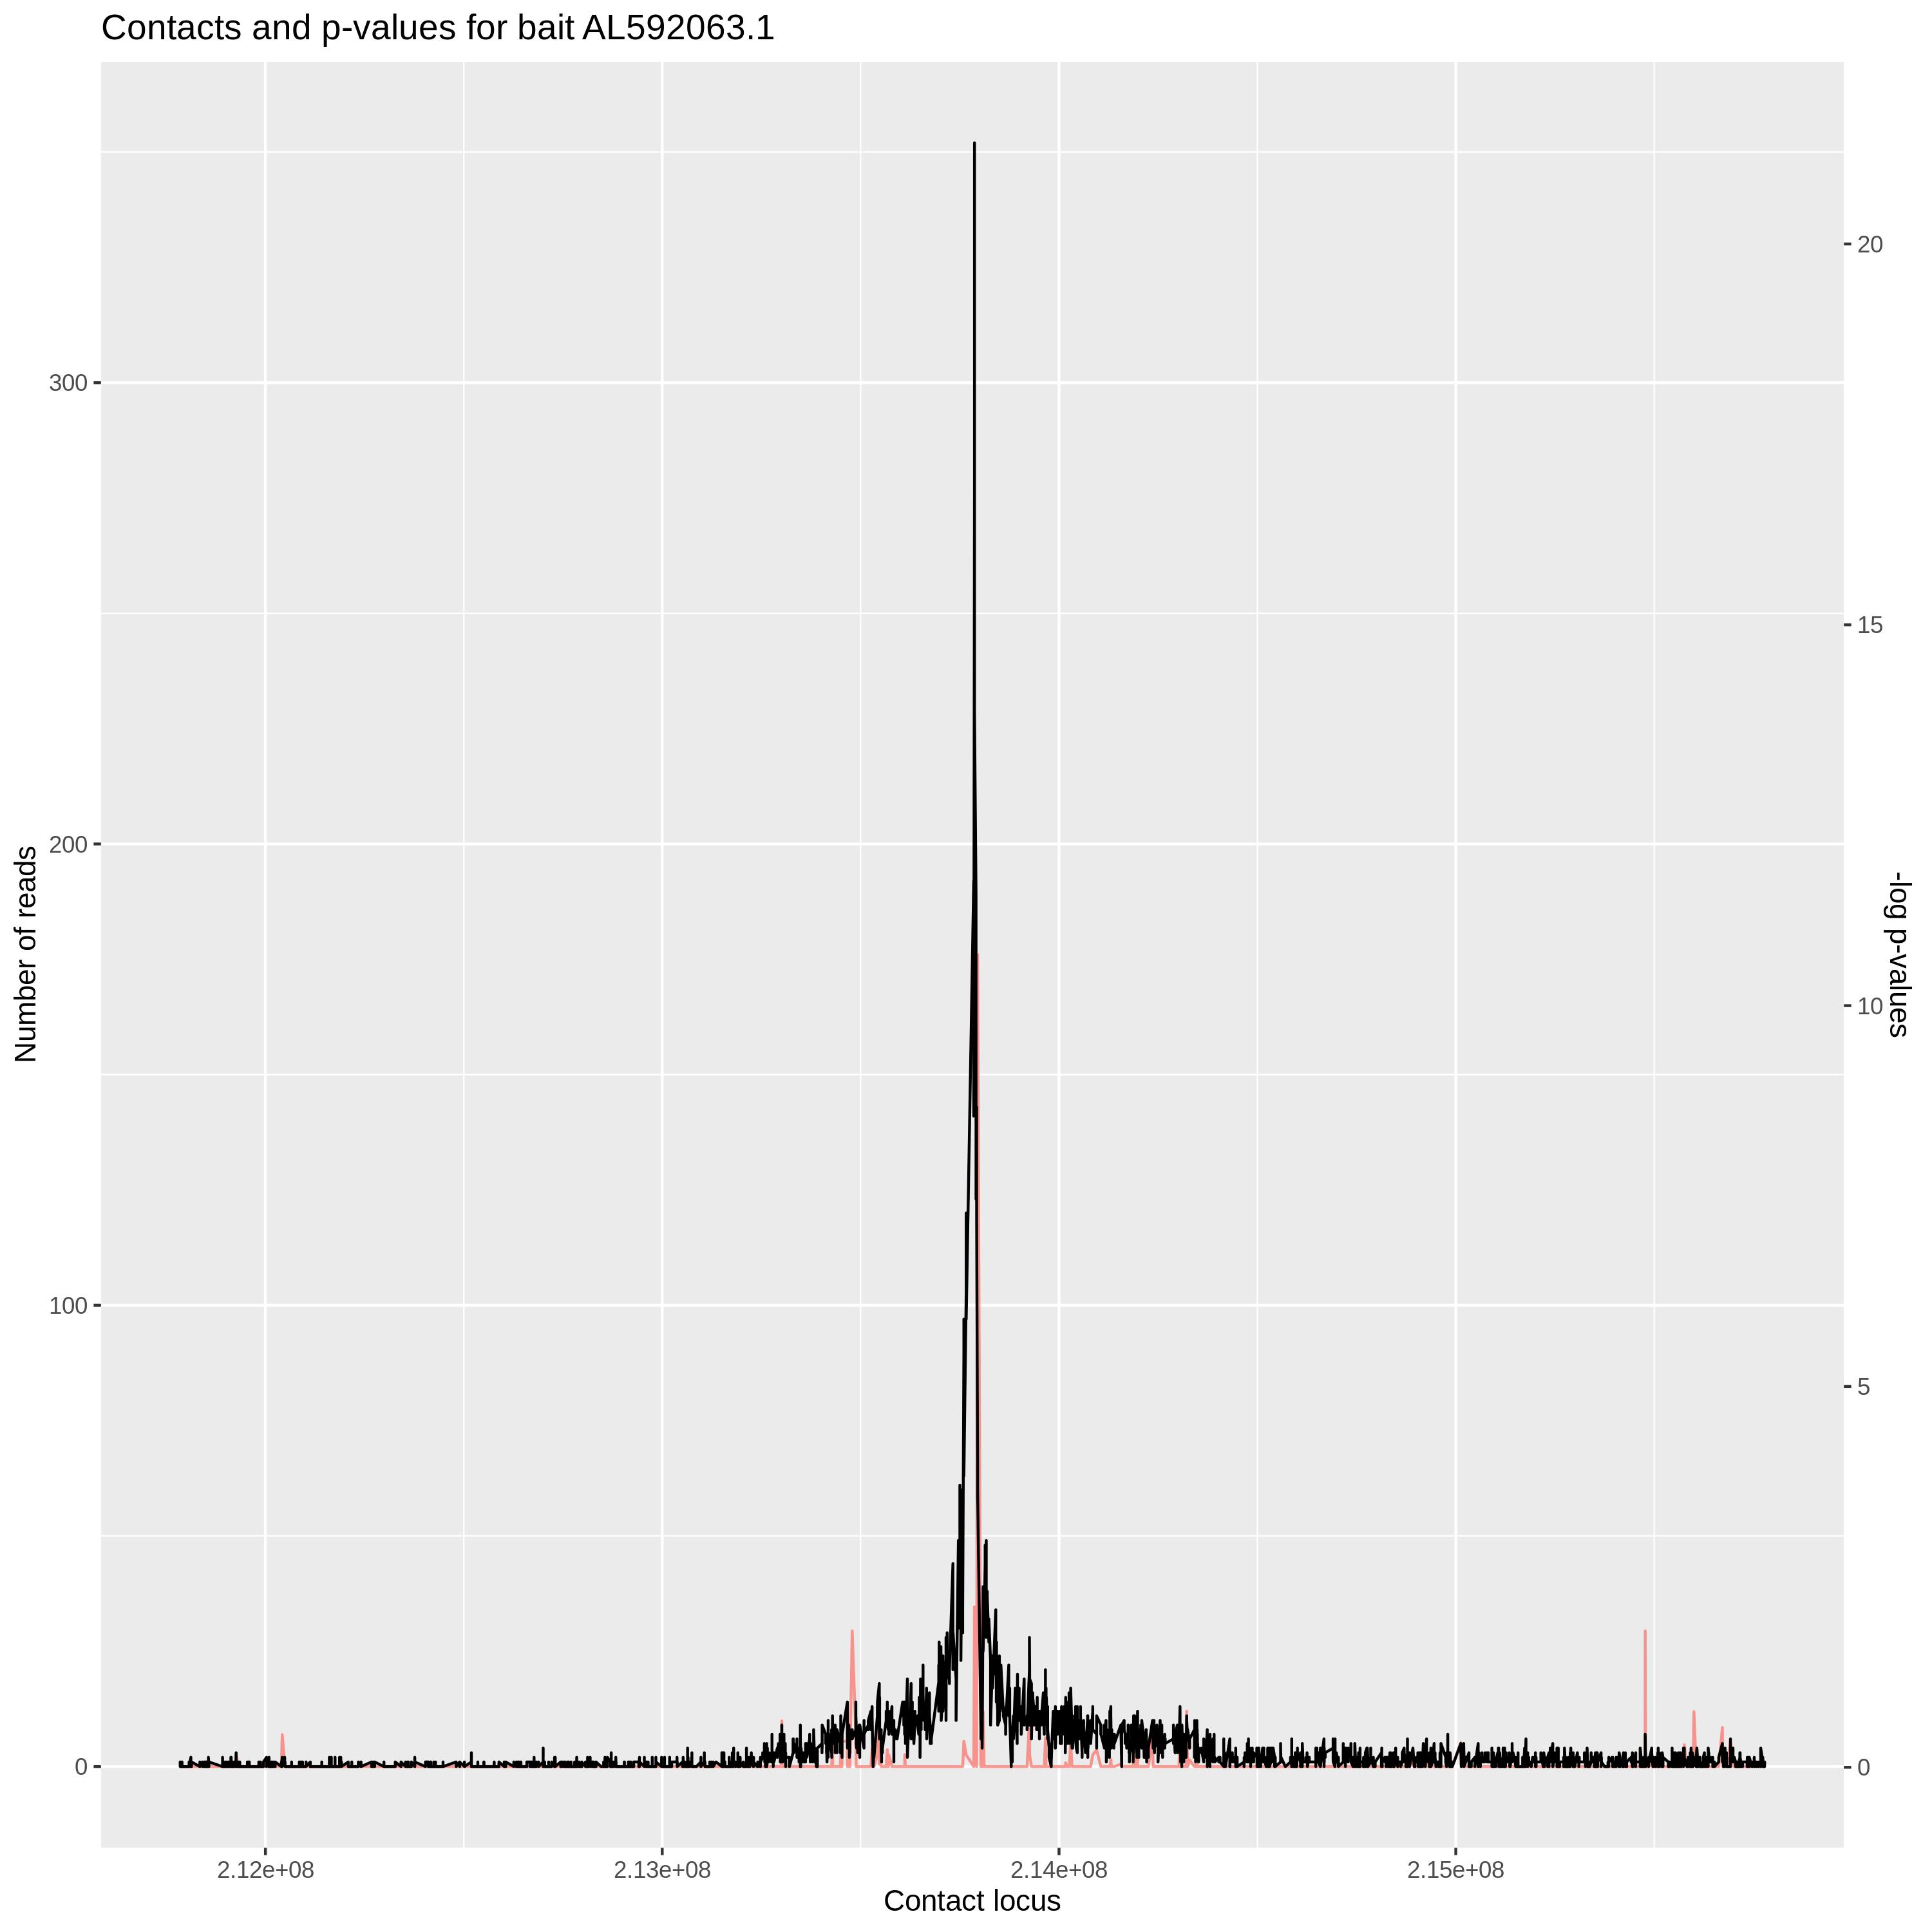 Contacts and p-values for bait AL592063.1
Number of reads
300
200
100
0
-log p-values
20
15
10
5
0
2.12e+08
2.13e+08
2.14e+08
2.15e+08
Contact locus